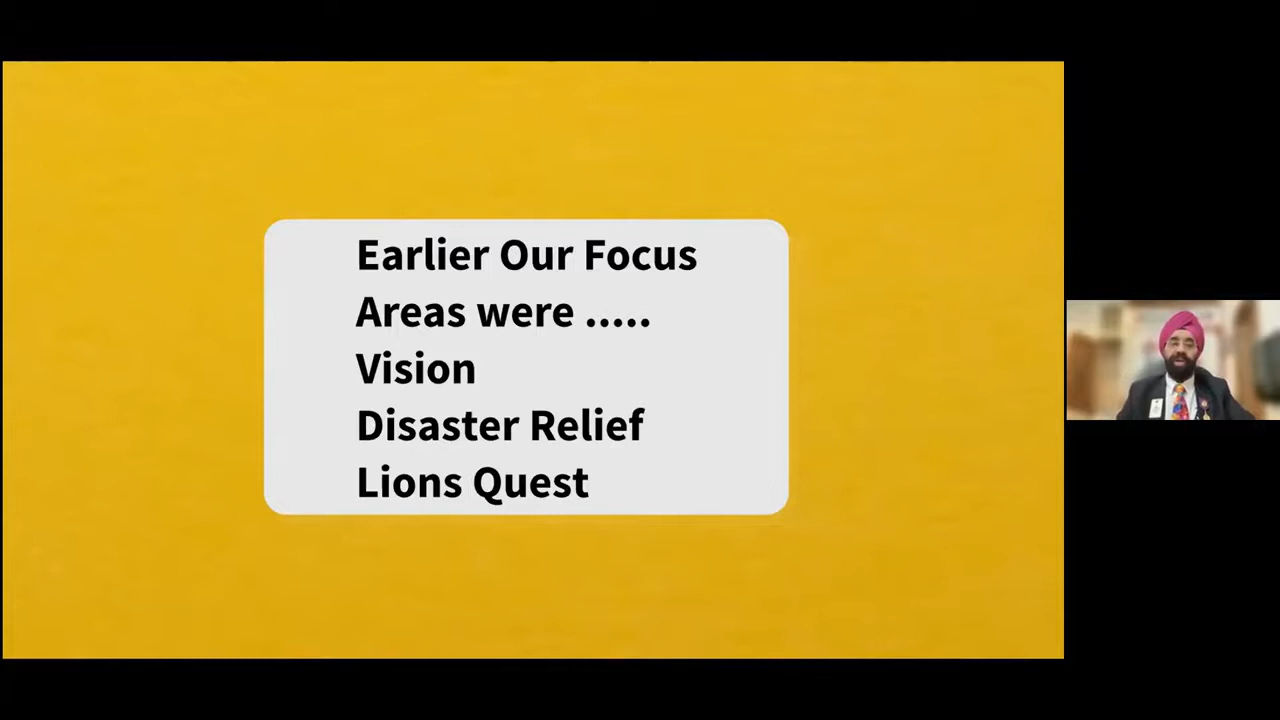 Earlier Our Focus
Areas were .....
Vision
Disaster Relief
Lions Quest